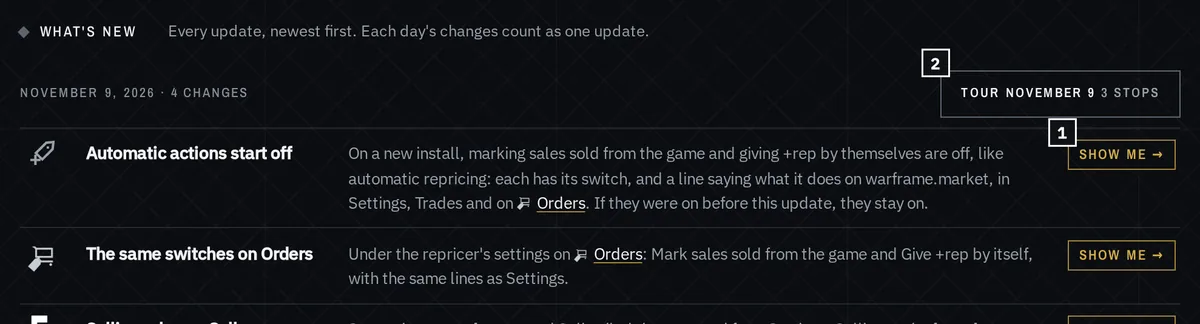 WHAT'S NEW Every update, newest first. Each day's changes count as one update.
2
NOVEMBER 9, 2026 · 4 CHANGES TOUR NOVEMBER 9 3 STOPS
1
Automatic actions start off On a new install, marking sales sold from the game and giving +rep by themselves are off, like SHOW ME →
automatic repricing: each has its switch, and a line saying what it does on warframe.market, in
Settings, Trades and on Orders. If they were on before this update, they stay on.
The same switches on Orders Under the repricer's settings on Orders: Mark sales sold from the game and Give +rep by itself, SHOW ME →
with the same lines as Settings.